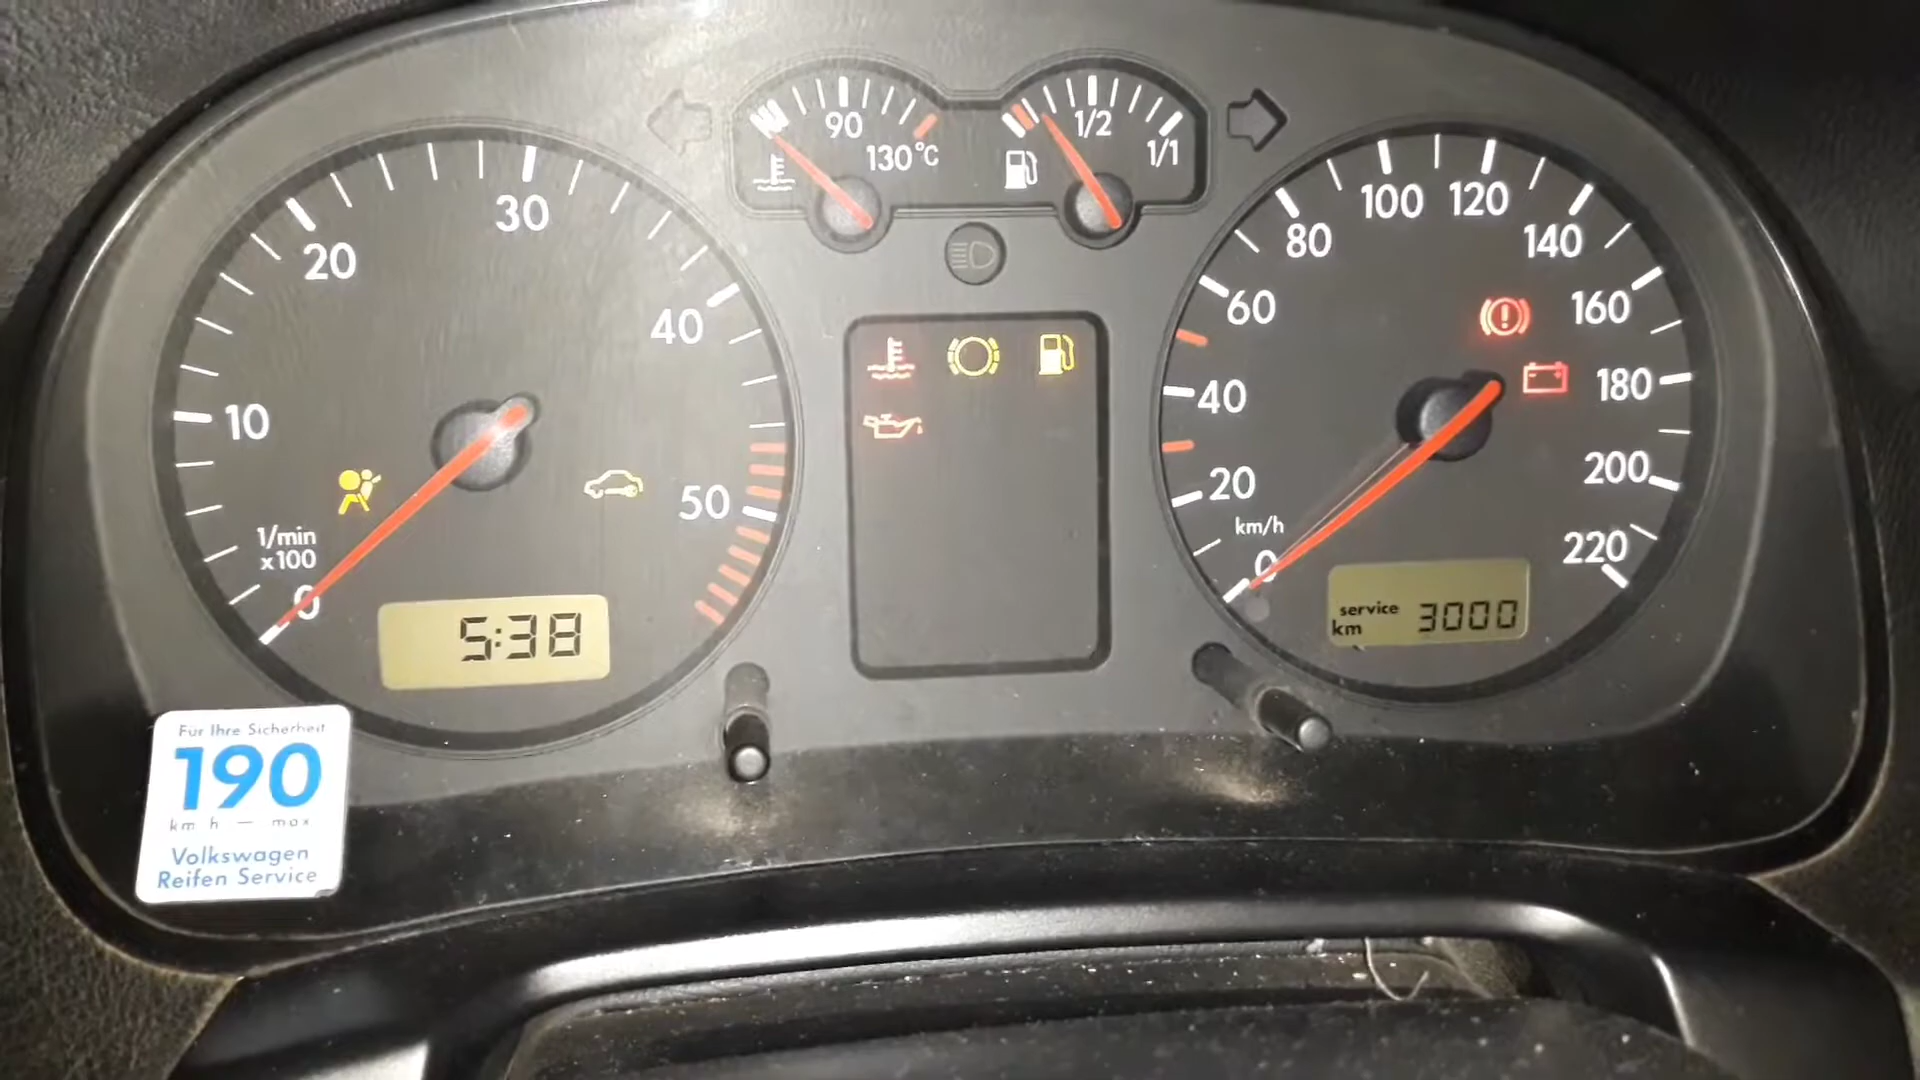 90
130°C
1/2
1/1
10
20
30
40
50
1/min
x100
0
5:38
0
20
40
60
80
100
120
140
160
180
200
220
km/h
service
km 3000
Für Ihre Sicherheit
190
km h — max
Volkswagen
Reifen Service